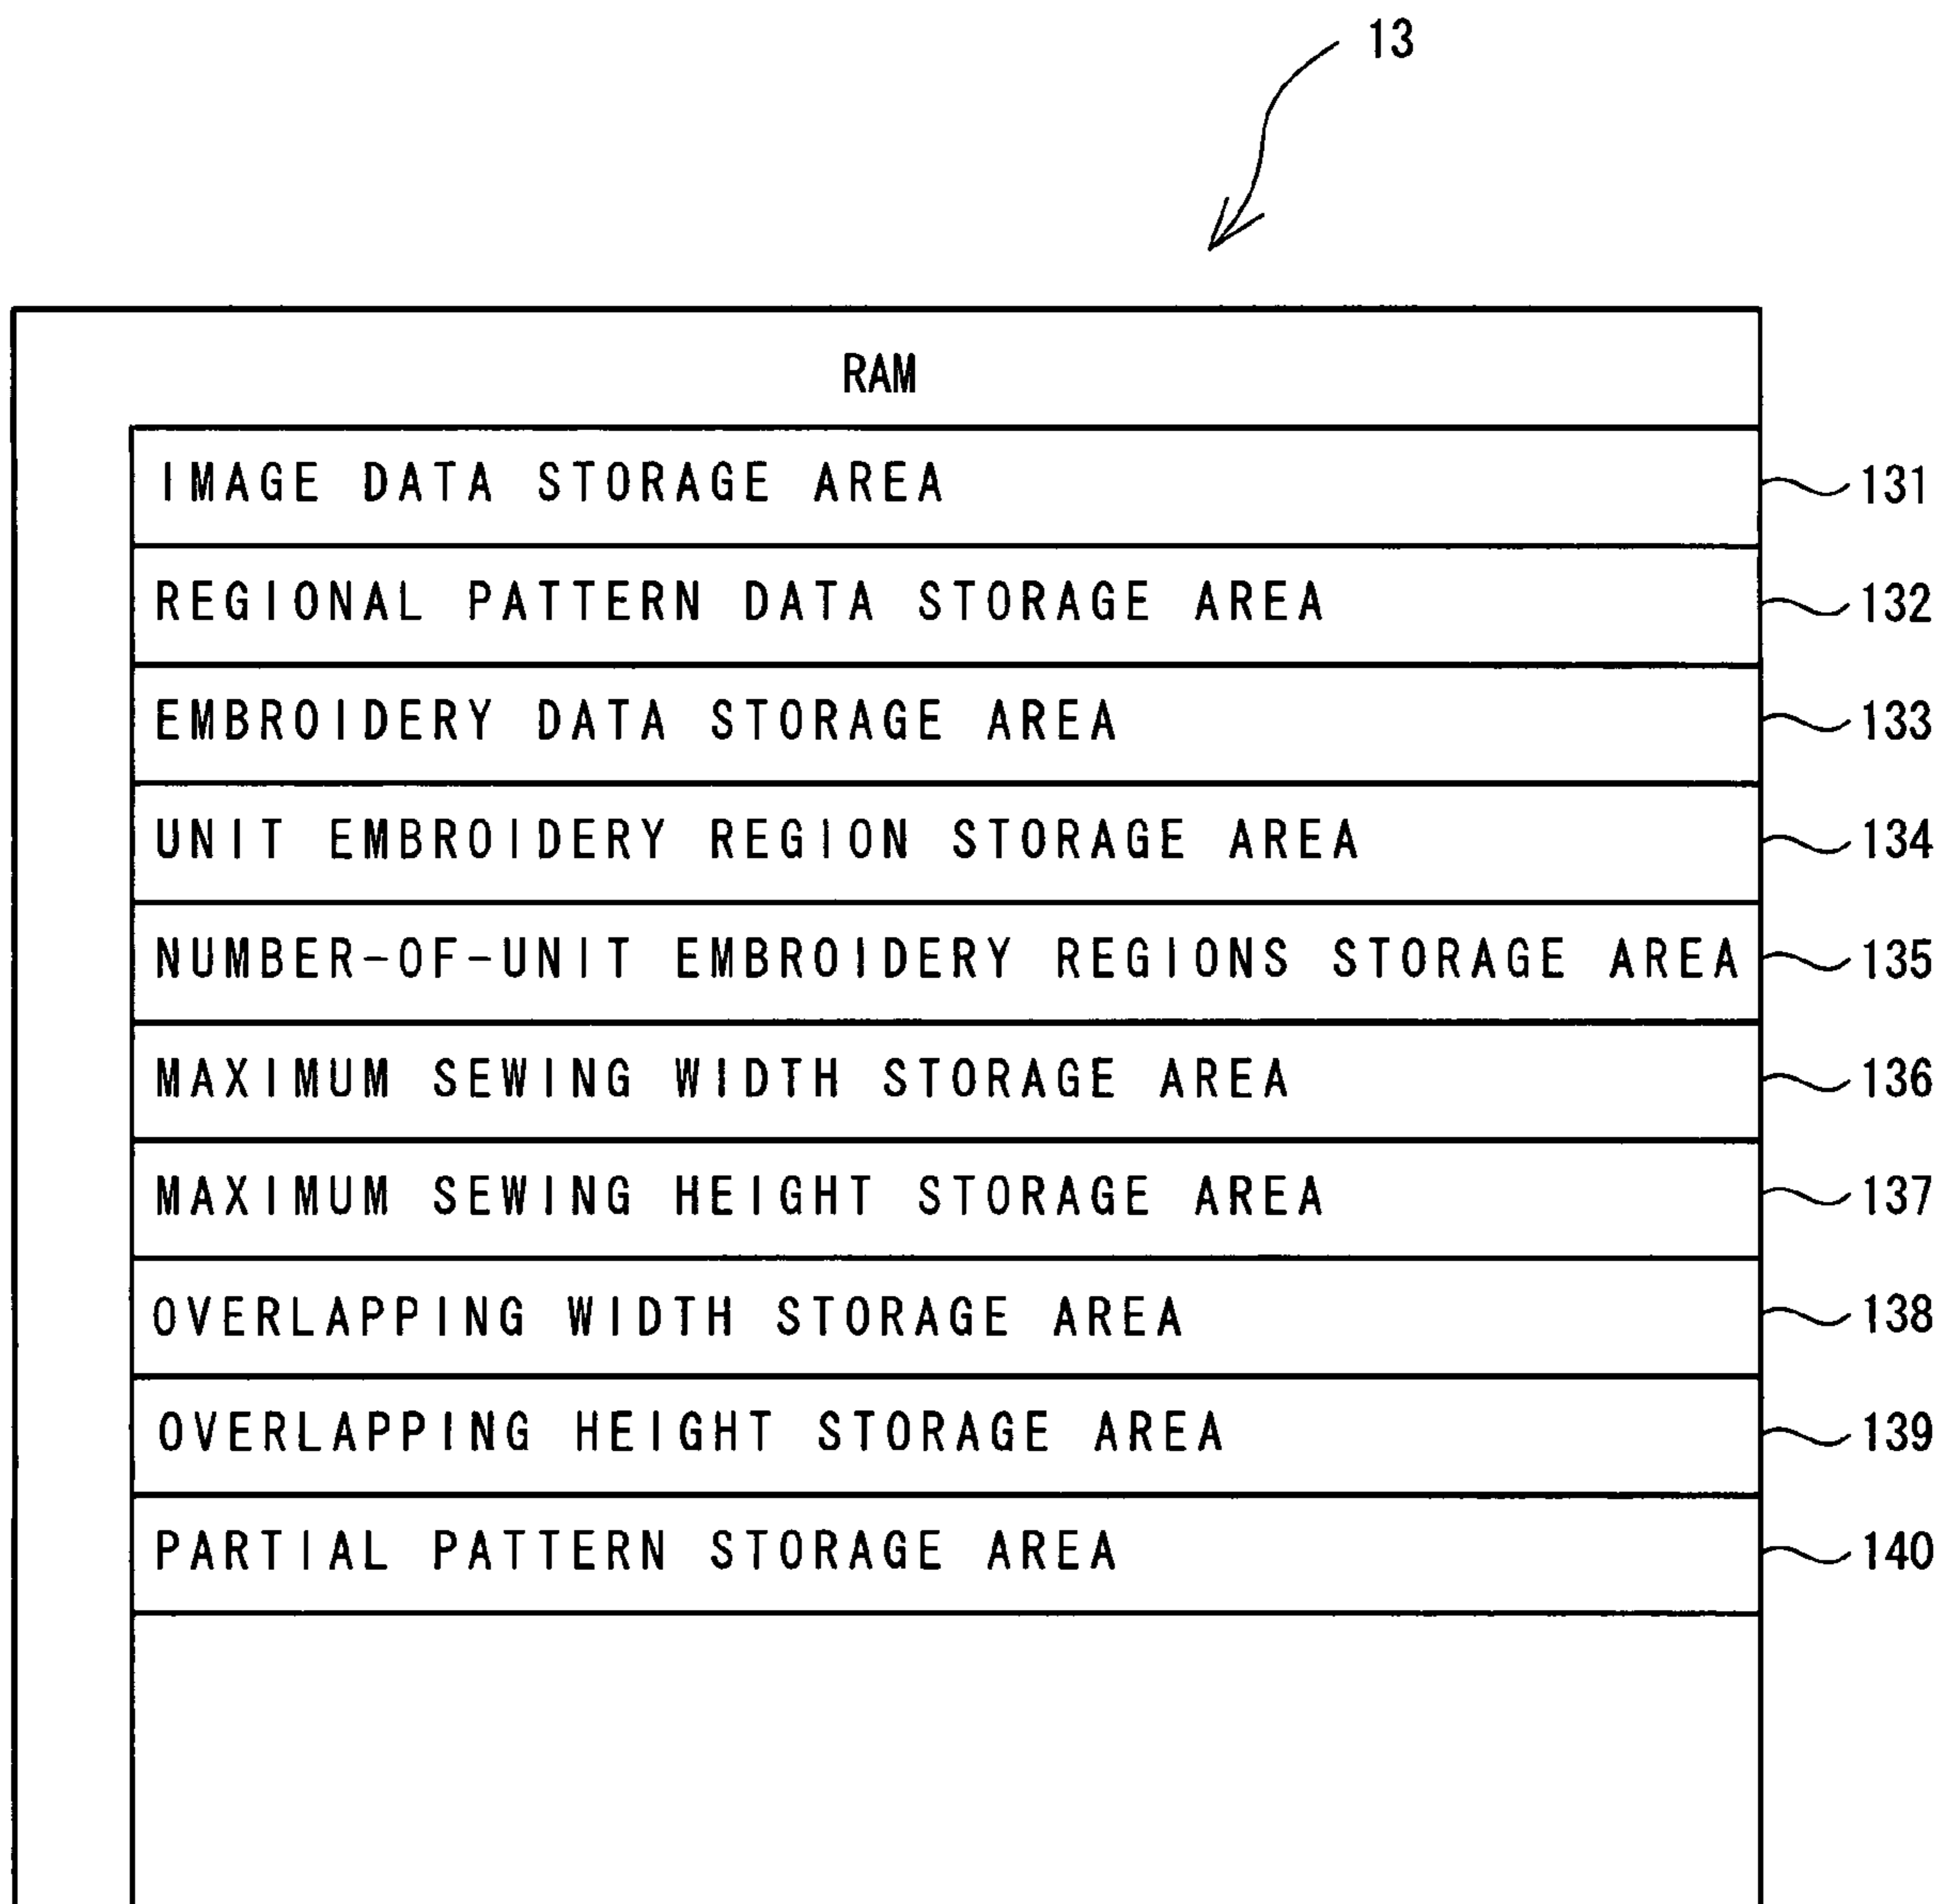 13
RAM
IMAGE DATA STORAGE AREA 131
REGIONAL PATTERN DATA STORAGE AREA 132
EMBROIDERY DATA STORAGE AREA 133
UNIT EMBROIDERY REGION STORAGE AREA 134
NUMBER-OF-UNIT EMBROIDERY REGIONS STORAGE AREA 135
MAXIMUM SEWING WIDTH STORAGE AREA 136
MAXIMUM SEWING HEIGHT STORAGE AREA 137
OVERLAPPING WIDTH STORAGE AREA 138
OVERLAPPING HEIGHT STORAGE AREA 139
PARTIAL PATTERN STORAGE AREA 140